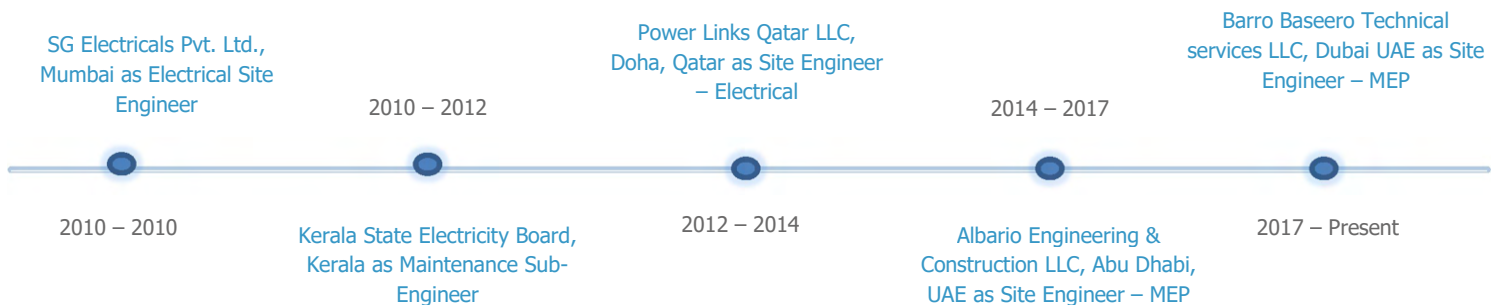 SG Electricals Pvt. Ltd.,
Mumbai as Electrical Site
Engineer
2010 – 2010
2010 – 2012
Kerala State Electricity Board,
Kerala as Maintenance Sub-
Engineer
Power Links Qatar LLC,
Doha, Qatar as Site Engineer
– Electrical
2012 – 2014
2014 – 2017
Albario Engineering &
Construction LLC, Abu Dhabi,
UAE as Site Engineer – MEP
Barro Baseero Technical
services LLC, Dubai UAE as Site
Engineer – MEP
2017 – Present